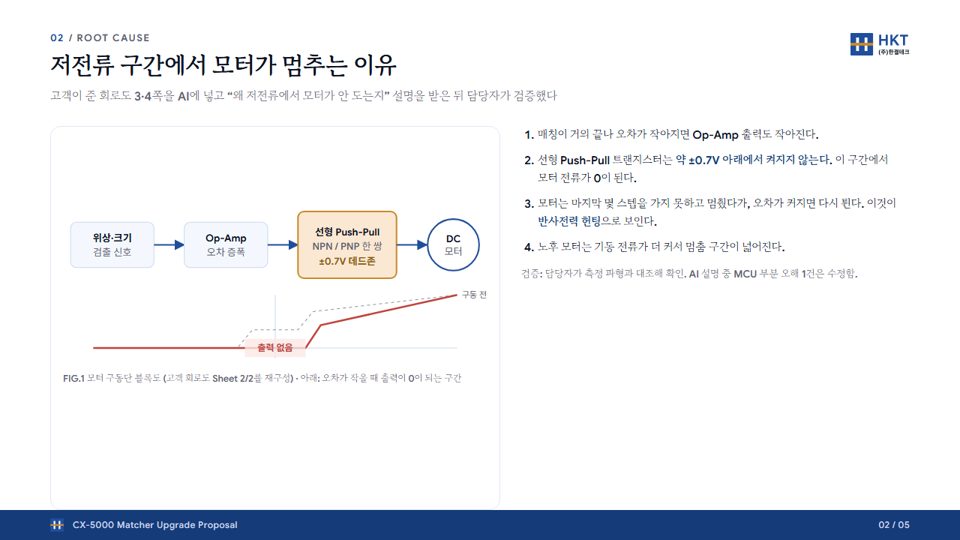 02 / ROOT CAUSE
HKT
(주)한결테크
저전류 구간에서 모터가 멈추는 이유
고객이 준 회로도 3·4쪽을 AI에 넣고 “왜 저전류에서 모터가 안 도는지” 설명을 받은 뒤 담당자가 검증했다
위상·크기
검출 신호
Op-Amp
오차 증폭
선형 Push-Pull
NPN / PNP 한 쌍
±0.7V 데드존
DC
모터
구동 전
출력 없음
FIG.1 모터 구동단 블록도 (고객 회로도 Sheet 2/2를 재구성) · 아래: 오차가 작을 때 출력이 0이 되는 구간
1. 매칭이 거의 끝나 오차가 작아지면 Op-Amp 출력도 작아진다.
2. 선형 Push-Pull 트랜지스터는 약 ±0.7V 아래에서 켜지지 않는다. 이 구간에서
모터 전류가 0이 된다.
3. 모터는 마지막 몇 스텝을 가지 못하고 멈췄다가, 오차가 커지면 다시 뛴다. 이것이
반사전력 헌팅으로 보인다.
4. 노후 모터는 기동 전류가 더 커서 멈춤 구간이 넓어진다.
검증: 담당자가 측정 파형과 대조해 확인. AI 설명 중 MCU 부분 오해 1건은 수정함.
CX-5000 Matcher Upgrade Proposal
02 / 05